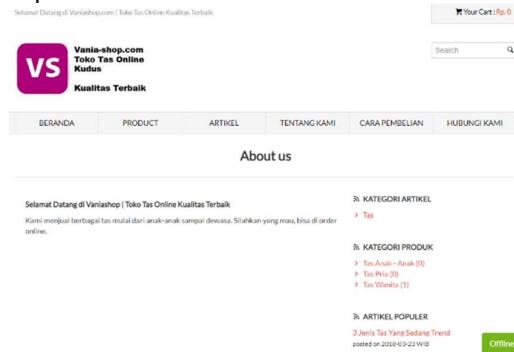 Selamat Datang di Vaniashop.com | Toko Tas Online Kualitas Terbaik
Your Cart : Rp. 0
VS
Vania-shop.com
Toko Tas Online
Kudus
Kualitas Terbaik
Search
BERANDA PRODUCT ARTIKEL TENTANG KAMI CARA PEMBELIAN HUBUNGI KAMI
About us
Selamat Datang di Vaniashop | Toko Tas Online Kualitas Terbaik
Kami menjual berbagai tas mulai dari anak-anak sampai dewasa. Silahkan yang mau, bisa di order
online.
KATEGORI ARTIKEL
Tas
KATEGORI PRODUK
Tas Anak - Anak (0)
Tas Pria (0)
Tas Wanita (1)
ARTIKEL POPULER
3 Jenis Tas Yang Sedang Trend
posted on 2018-03-23 WIB
Offline